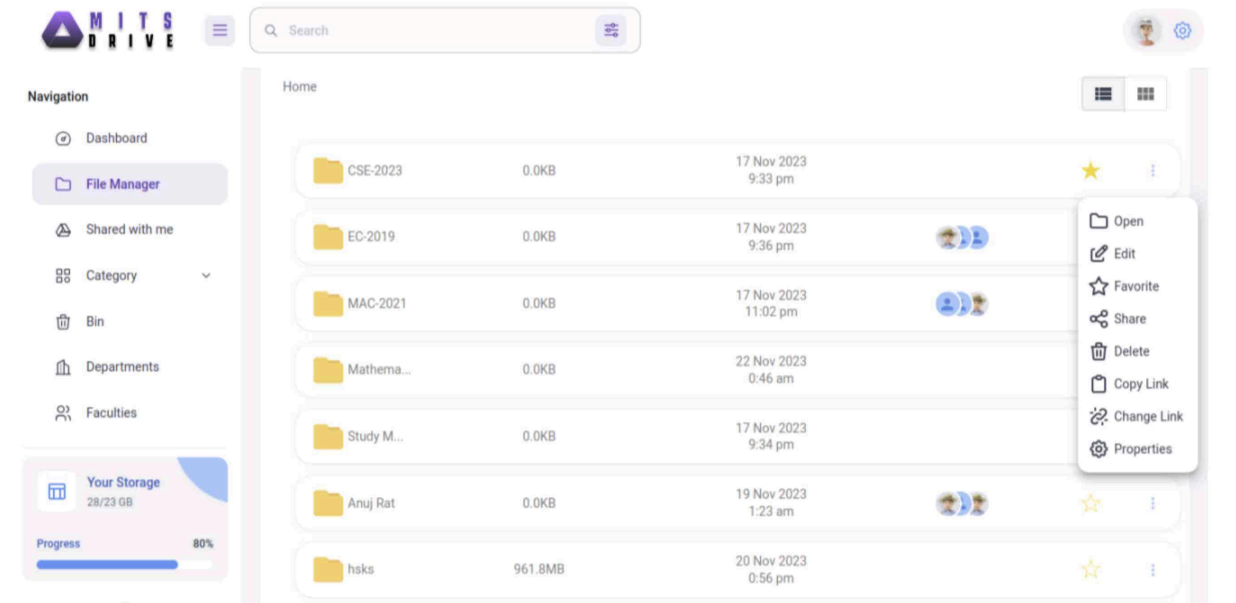 MITS
DRIVE
Search
Navigation
Dashboard
File Manager
Shared with me
Category
Bin
Departments
Faculties
Your Storage
28/23 GB
Progress 80%
Home
CSE-2023 0.0KB 17 Nov 2023
9:33 pm
EC-2019 0.0KB 17 Nov 2023
9:36 pm
MAC-2021 0.0KB 17 Nov 2023
11:02 pm
Mathema... 0.0KB 22 Nov 2023
0:46 am
Study M... 0.0KB 17 Nov 2023
9:34 pm
Anuj Rat 0.0KB 19 Nov 2023
1:23 am
hsks 961.8MB 20 Nov 2023
0:56 pm
Open
Edit
Favorite
Share
Delete
Copy Link
Change Link
Properties